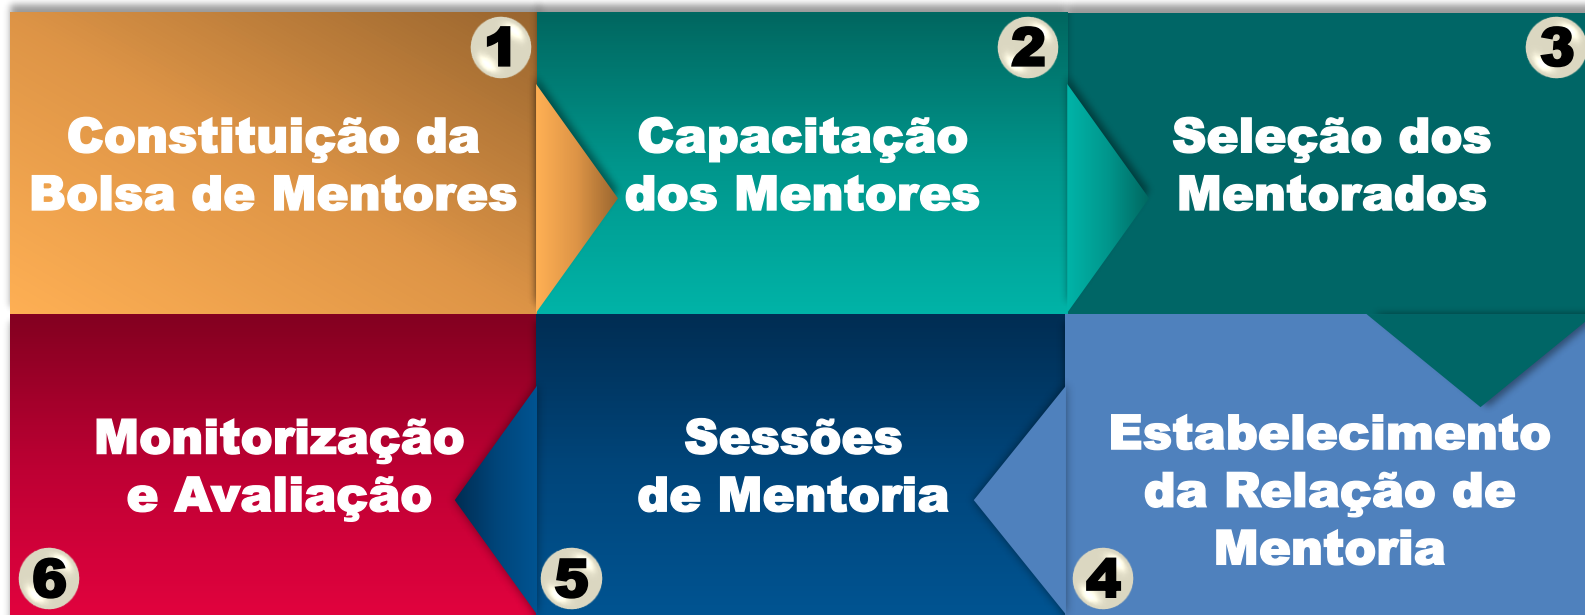 1
Constituição da
Bolsa de Mentores
2
Capacitação
dos Mentores
3
Seleção dos
Mentorados
4
Estabelecimento
da Relação de
Mentoria
5
Sessões
de Mentoria
6
Monitorização
e Avaliação